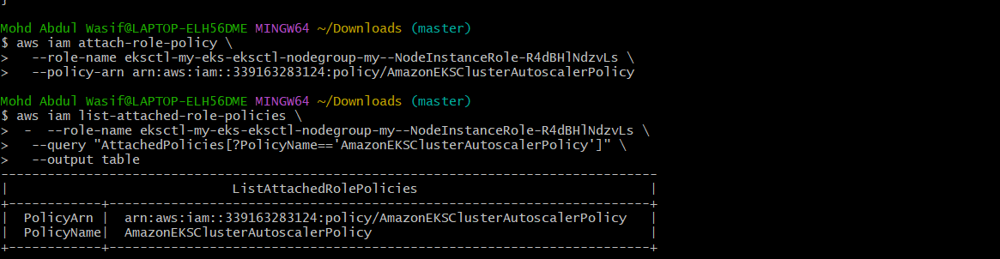 Mohd Abdul Wasif@LAPTOP-ELH56DME MINGW64 ~/Downloads (master)
$ aws iam attach-role-policy \
>   --role-name eksctl-my-eks-eksctl-nodegroup-my--NodeInstanceRole-R4dBHlNdzvLs \
>   --policy-arn arn:aws:iam::339163283124:policy/AmazonEKSClusterAutoscalerPolicy
Mohd Abdul Wasif@LAPTOP-ELH56DME MINGW64 ~/Downloads (master)
$ aws iam list-attached-role-policies \
>  -  --role-name eksctl-my-eks-eksctl-nodegroup-my--NodeInstanceRole-R4dBHlNdzvLs \
>   --query "AttachedPolicies[?PolicyName=='AmazonEKSClusterAutoscalerPolicy']" \
>   --output table
-------------------------------------------------------------------------------------
|                             ListAttachedRolePolicies                              |
+------------+----------------------------------------------------------------------+
|  PolicyArn |  arn:aws:iam::339163283124:policy/AmazonEKSClusterAutoscalerPolicy   |
|  PolicyName|  AmazonEKSClusterAutoscalerPolicy                                    |
+------------+----------------------------------------------------------------------+